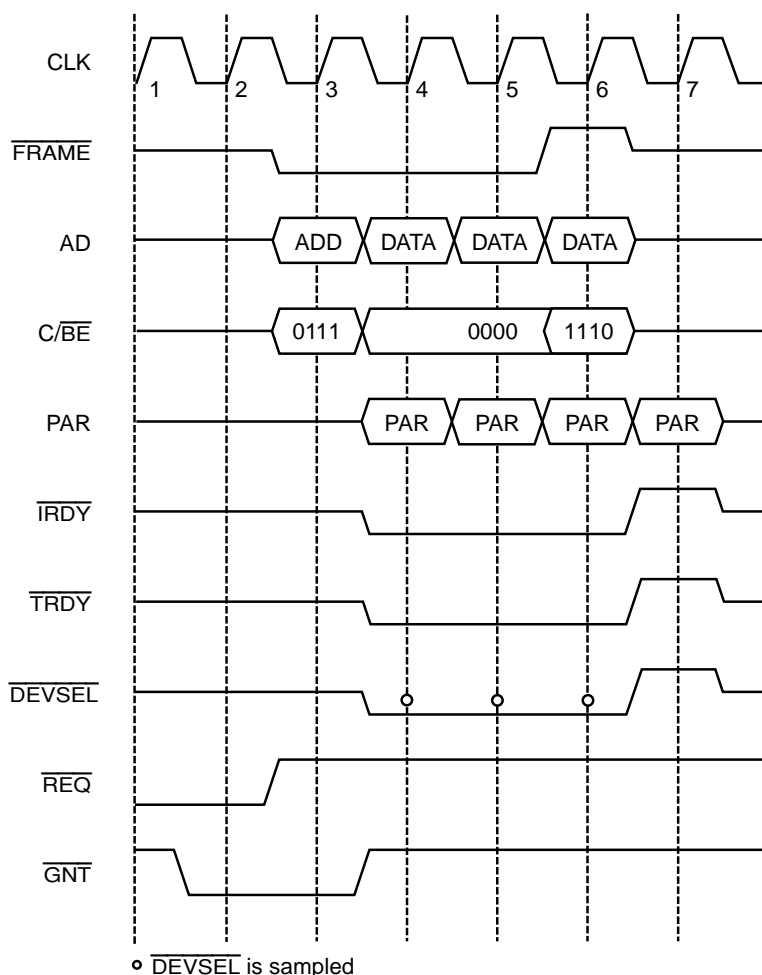 CLK
1 2 3 4 5 6 7
FRAME
AD ADD DATA DATA DATA
C/BE 0111 0000 1110
PAR PAR PAR PAR PAR
IRDY
TRDY
DEVSEL
REQ
GNT
DEVSEL is sampled